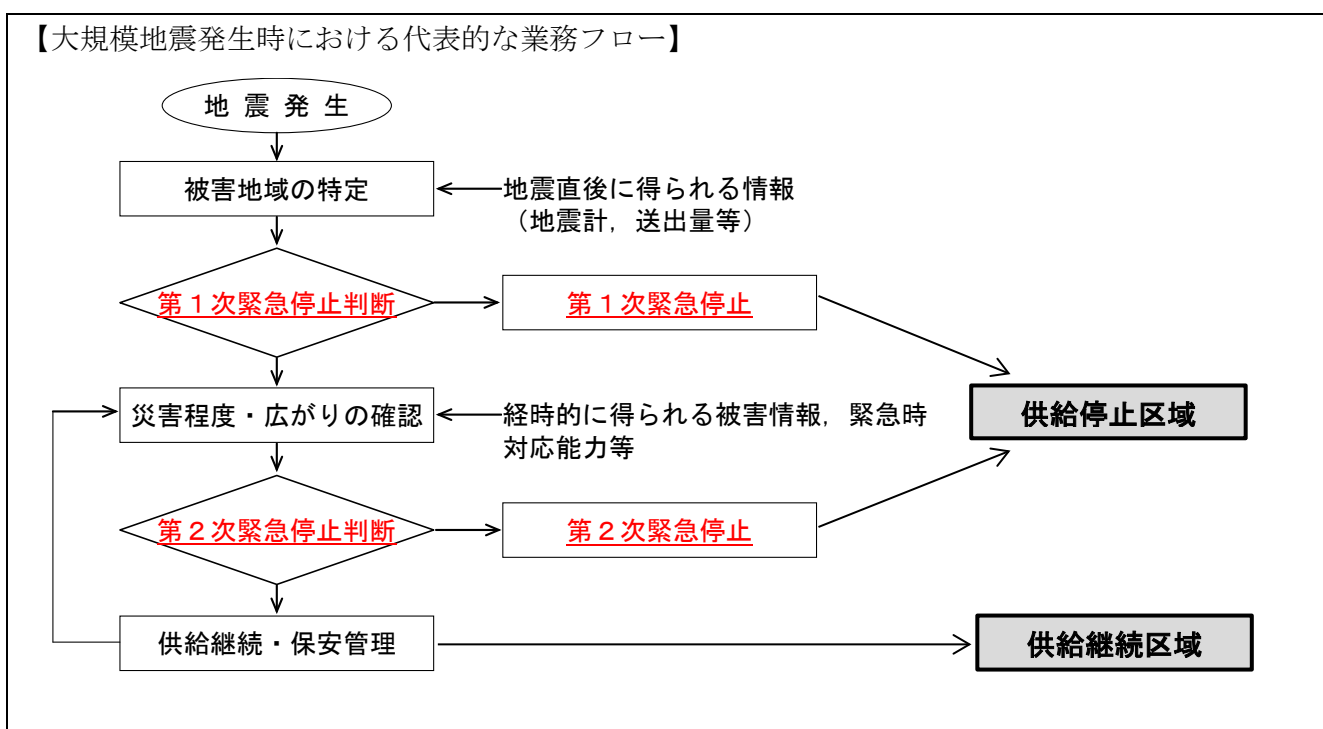 【大規模地震発生時における代表的な業務フロー】
地 震 発 生
被害地域の特定
地震直後に得られる情報
（地震計，送出量等）
第１次緊急停止判断
第１次緊急停止
災害程度・広がりの確認
経時的に得られる被害情報，緊急時
対応能力等
供給停止区域
第２次緊急停止判断
第２次緊急停止
供給継続・保安管理
供給継続区域